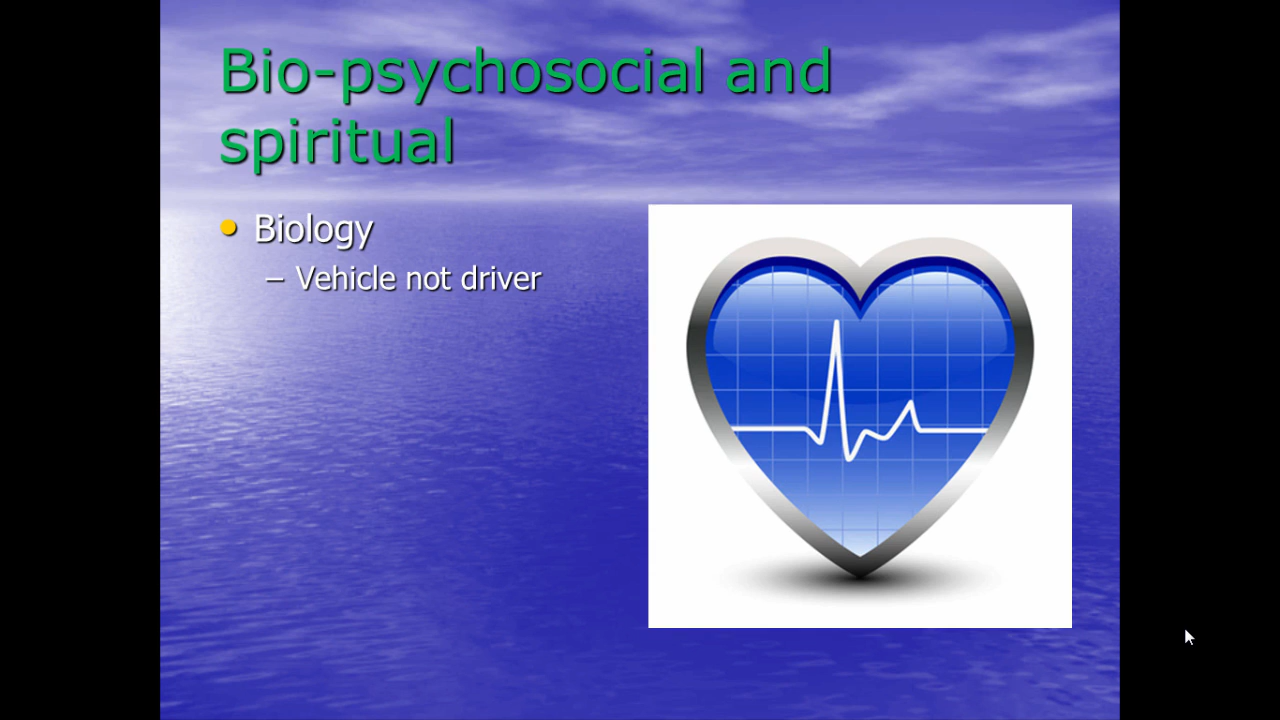 Bio-psychosocial and
spiritual
• Biology
– Vehicle not driver